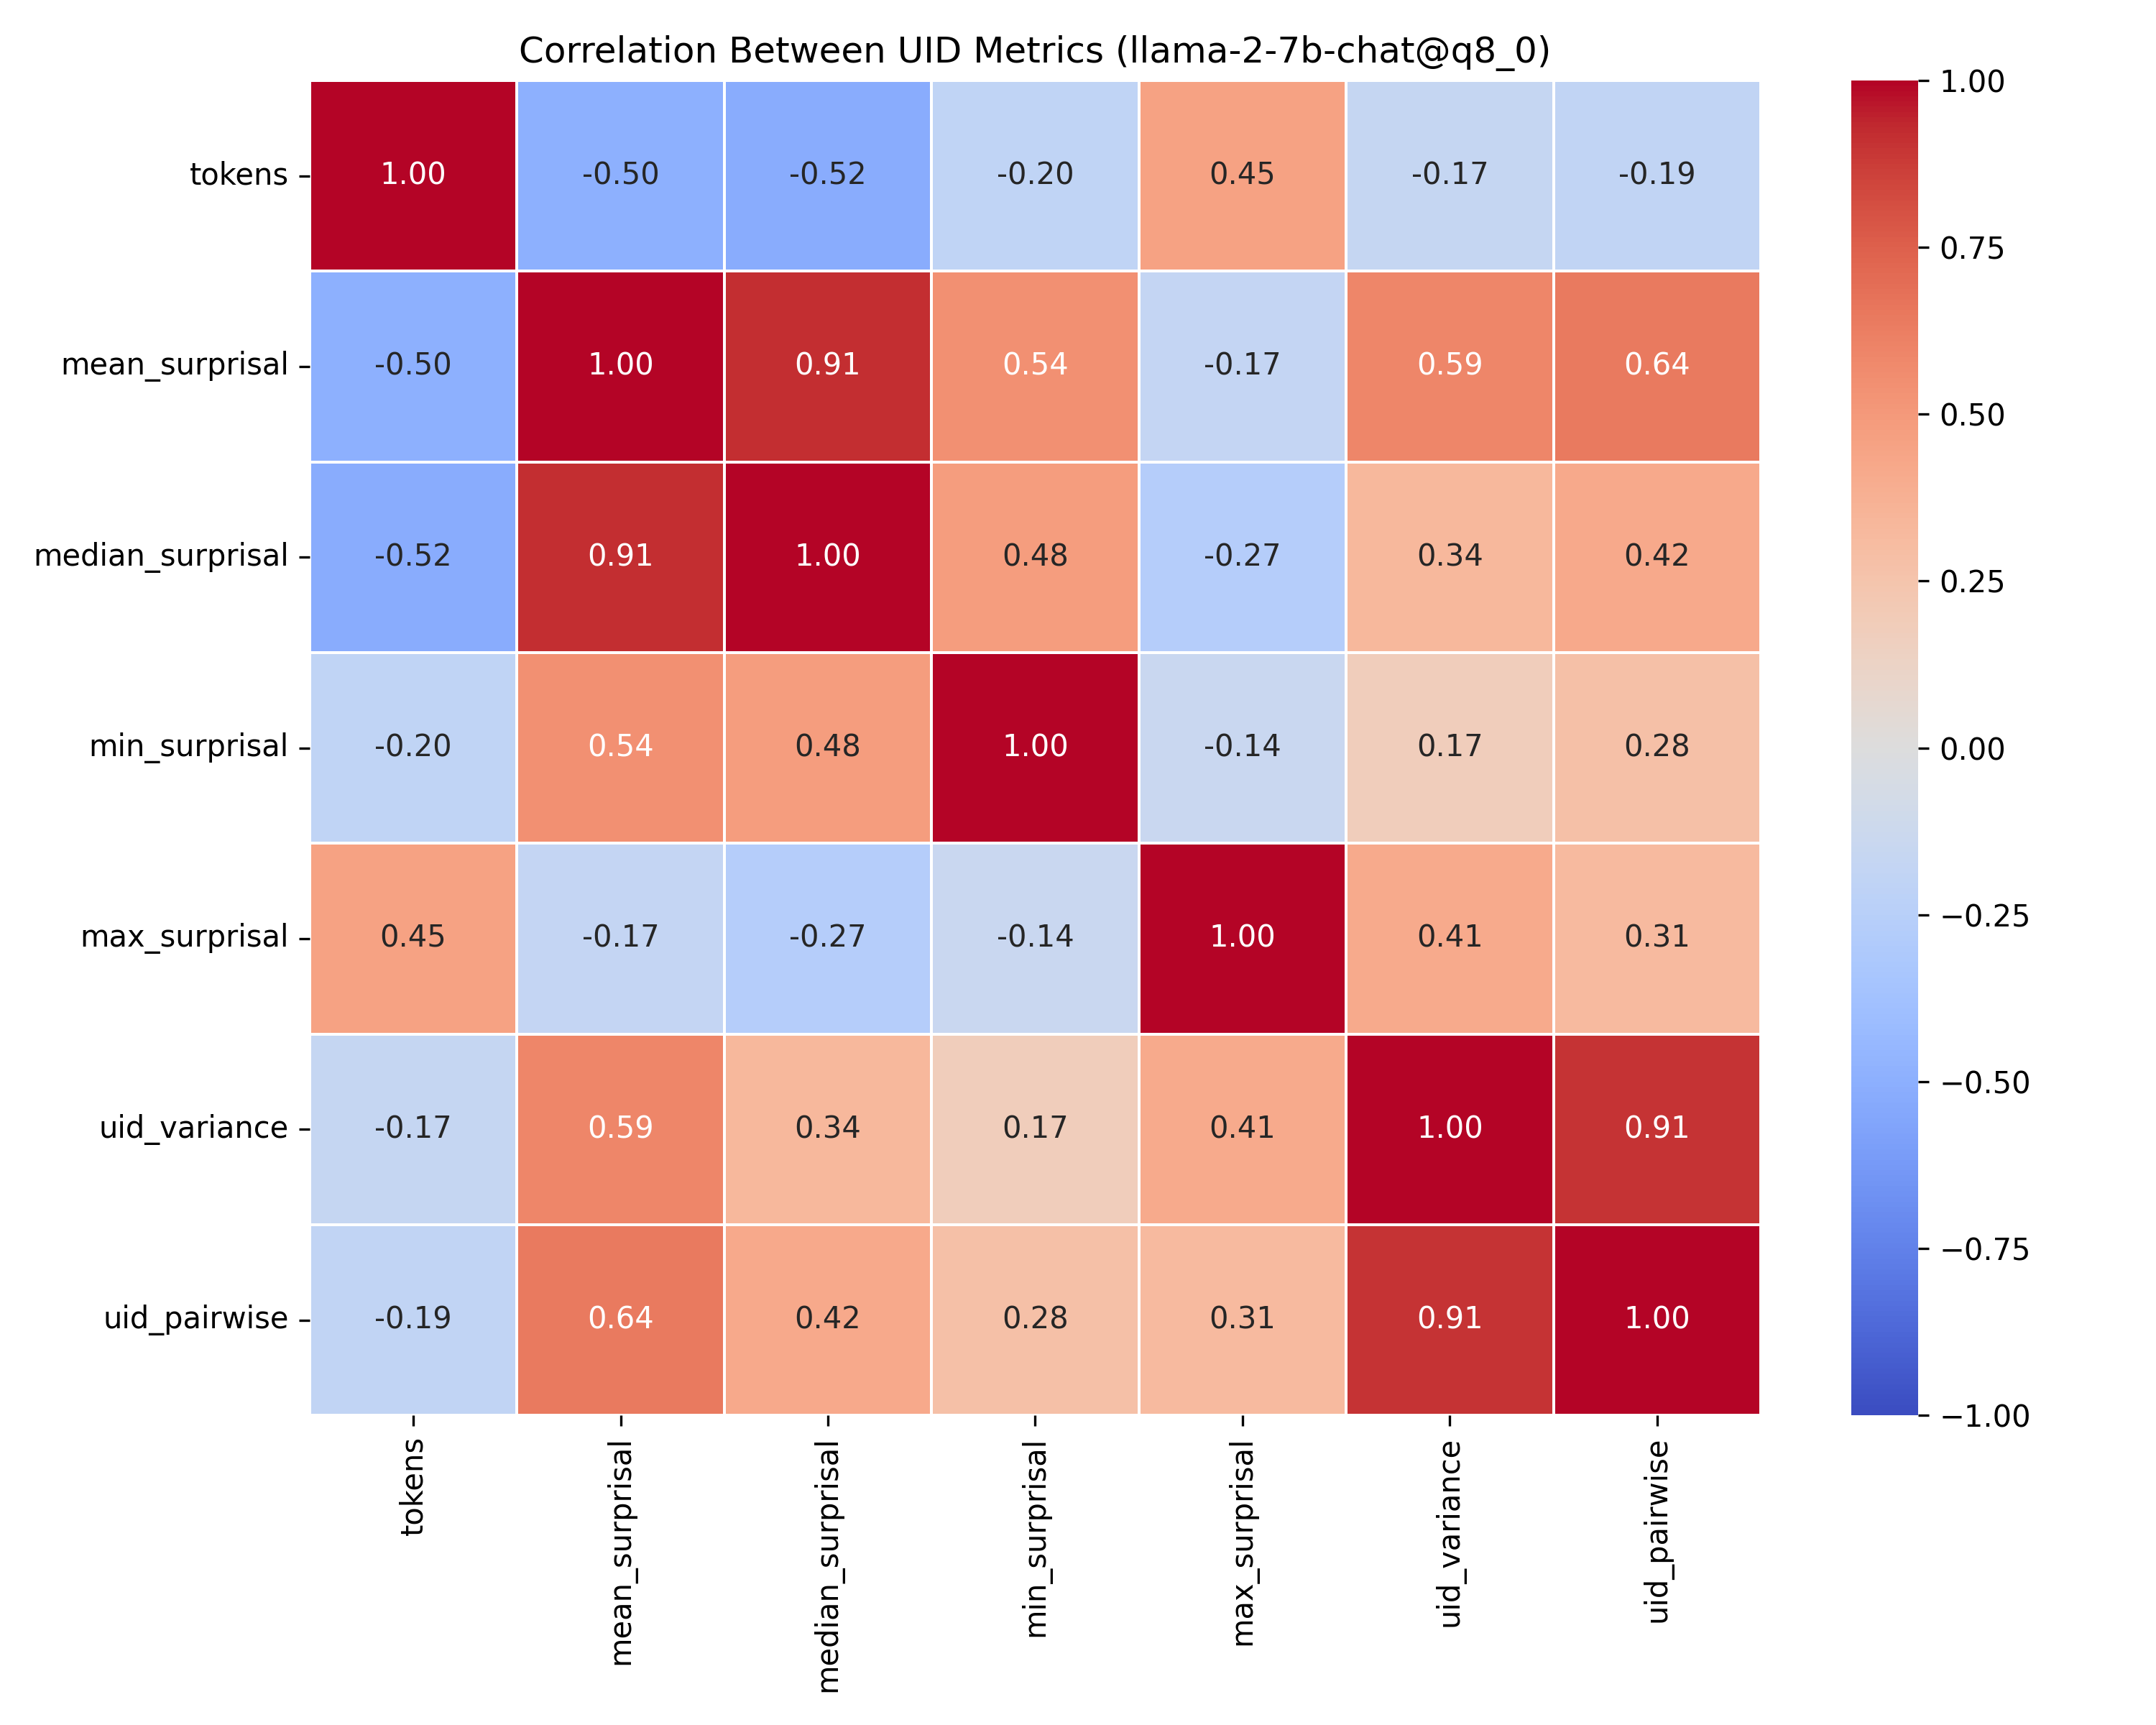 Correlation Between UID Metrics (llama-2-7b-chat@q8_0)
tokens 1.00 -0.50 -0.52 -0.20 0.45 -0.17 -0.19
mean_surprisal -0.50 1.00 0.91 0.54 -0.17 0.59 0.64
median_surprisal -0.52 0.91 1.00 0.48 -0.27 0.34 0.42
min_surprisal -0.20 0.54 0.48 1.00 -0.14 0.17 0.28
max_surprisal 0.45 -0.17 -0.27 -0.14 1.00 0.41 0.31
uid_variance -0.17 0.59 0.34 0.17 0.41 1.00 0.91
uid_pairwise -0.19 0.64 0.42 0.28 0.31 0.91 1.00
tokens
mean_surprisal
median_surprisal
min_surprisal
max_surprisal
uid_variance
uid_pairwise
1.00
0.75
0.50
0.25
0.00
−0.25
−0.50
−0.75
−1.00